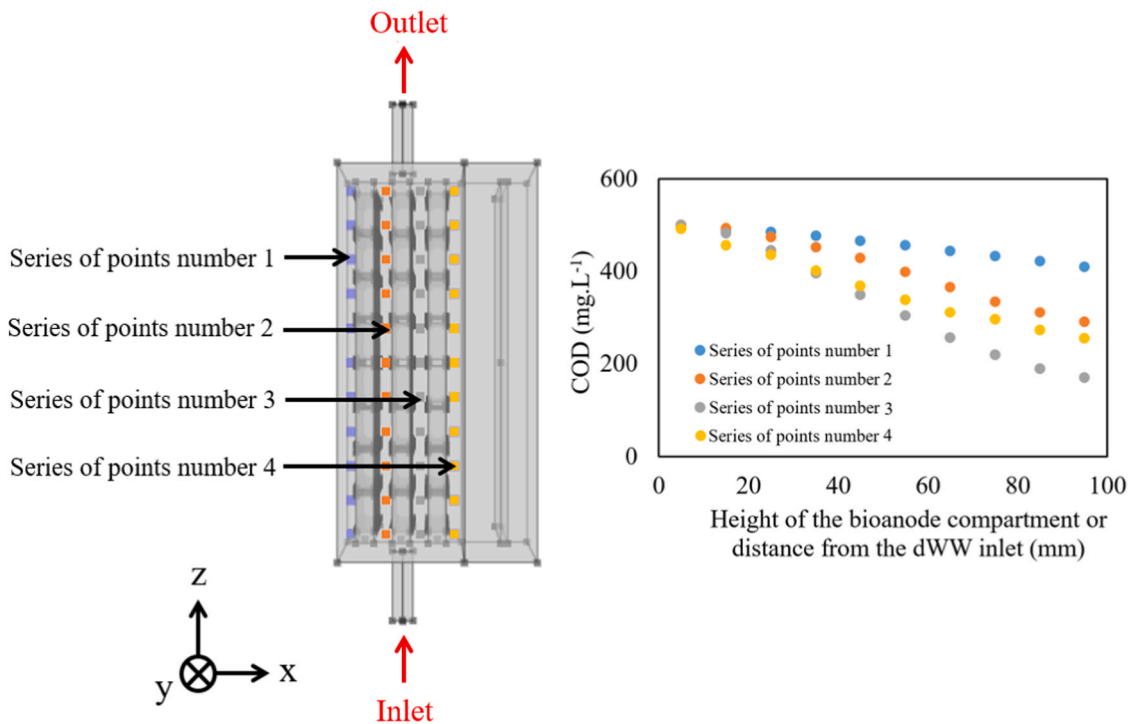 Outlet
Series of points number 1
Series of points number 2
Series of points number 3
Series of points number 4
z
y
x
Inlet
600
400
200
0
COD (mg.L-1)
Series of points number 1
Series of points number 2
Series of points number 3
Series of points number 4
0 20 40 60 80 100
Height of the bioanode compartment or
distance from the dWW inlet (mm)